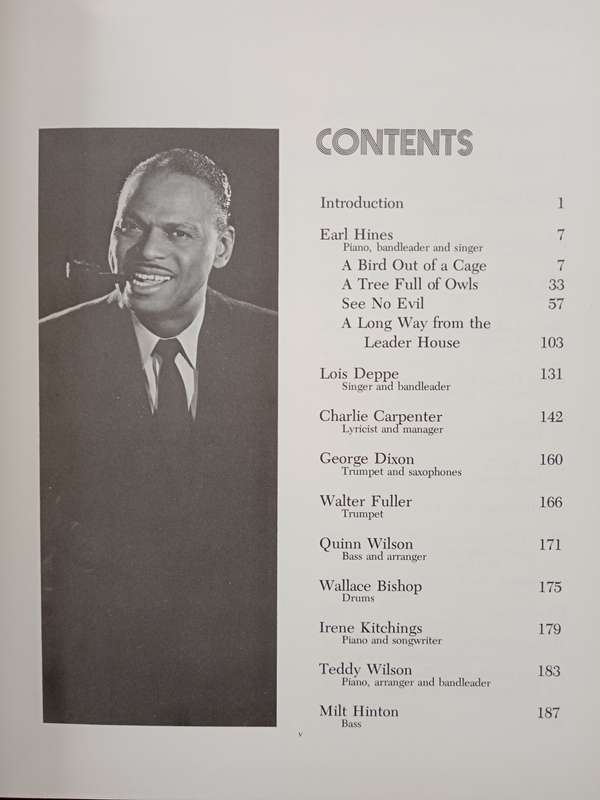 CONTENTS
Introduction 1
Earl Hines 7
Piano, bandleader and singer
A Bird Out of a Cage 7
A Tree Full of Owls 33
See No Evil 57
A Long Way from the
Leader House 103
Lois Deppe 131
Singer and bandleader
Charlie Carpenter 142
Lyricist and manager
George Dixon 160
Trumpet and saxophones
Walter Fuller 166
Trumpet
Quinn Wilson 171
Bass and arranger
Wallace Bishop 175
Drums
Irene Kitchings 179
Piano and songwriter
Teddy Wilson 183
Piano, arranger and bandleader
Milt Hinton 187
Bass
v